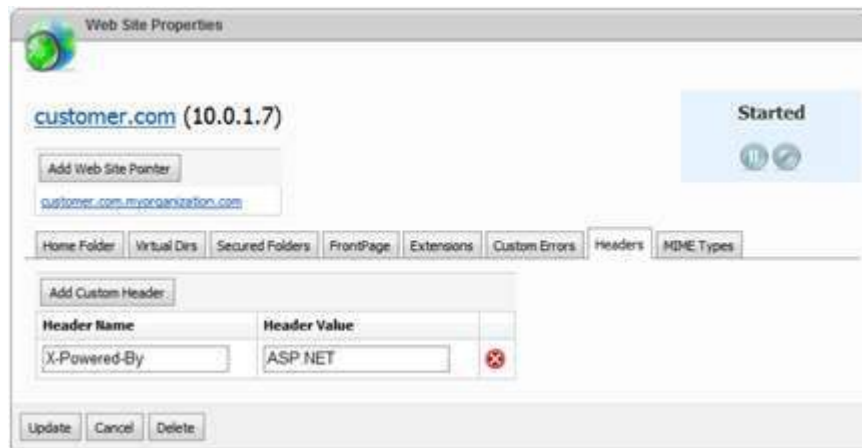 Web Site Properties
customer.com (10.0.1.7)
Started
Add Web Site Pointer
customer.com.myorganization.com
Home Folder Virtual Dirs Secured Folders FrontPage Extensions Custom Errors Headers MIME Types
Add Custom Header
Header Name Header Value
X-Powered-By ASP.NET
Update Cancel Delete